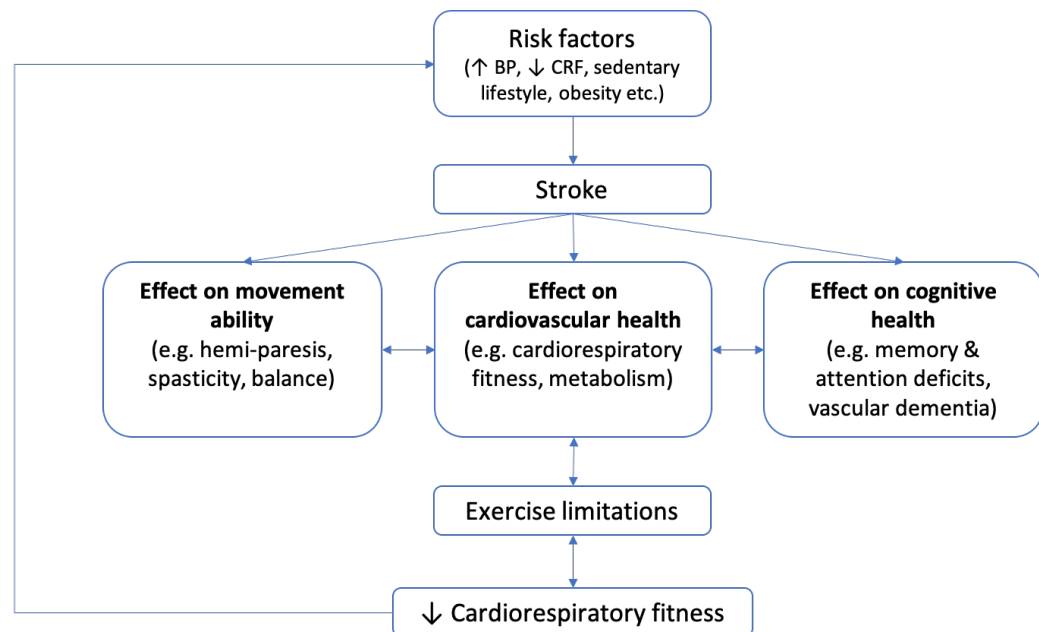 Risk factors
(↑ BP, ↓ CRF, sedentary
lifestyle, obesity etc.)
Stroke
Effect on movement
ability
(e.g. hemi-paresis,
spasticity, balance)
Effect on
cardiovascular health
(e.g. cardiorespiratory
fitness, metabolism)
Effect on cognitive
health
(e.g. memory &
attention deficits,
vascular dementia)
Exercise limitations
↓ Cardiorespiratory fitness